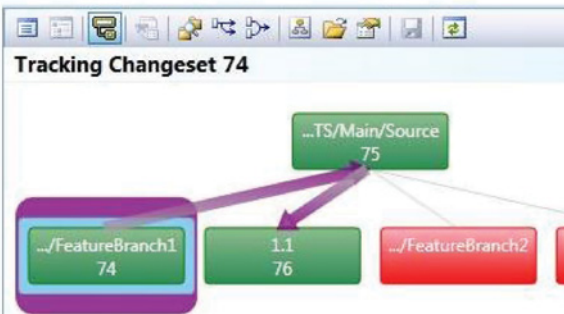 Tracking Changeset 74
...TS/Main/Source
75
.../FeatureBranch1
74
1.1
76
.../FeatureBranch2